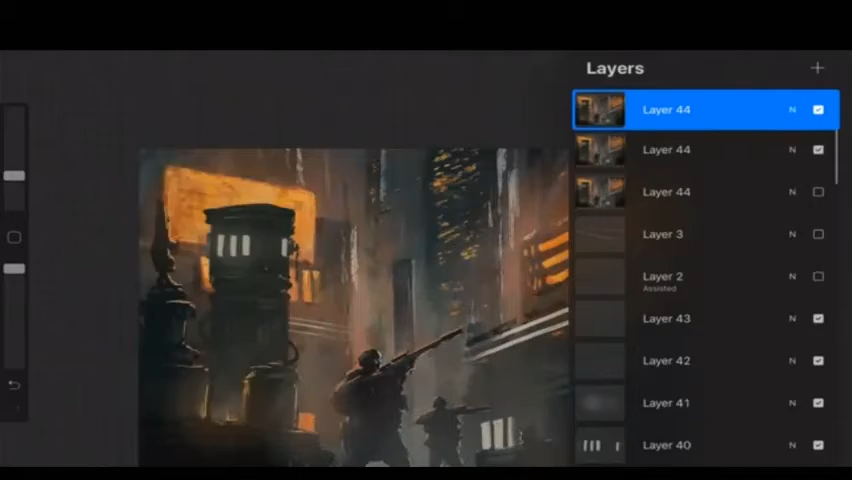 Layers
Layer 44 N
Layer 44 N
Layer 44 N
Layer 3 N
Layer 2 N
Assisted
Layer 43 N
Layer 42 N
Layer 41 N
Layer 40 N